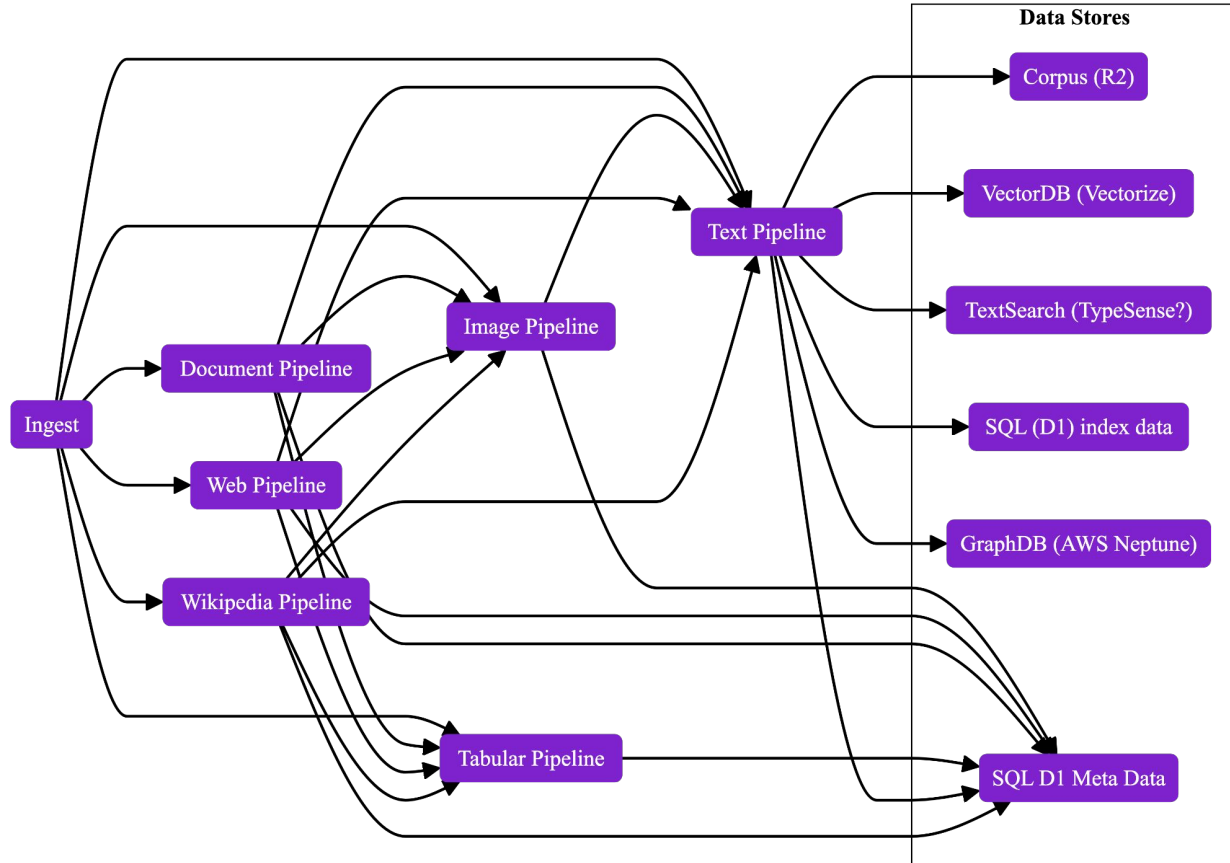 Data Stores
Corpus (R2)
VectorDB (Vectorize)
Text Pipeline
TextSearch (TypeSense?)
Image Pipeline
Document Pipeline
Ingest
SQL (D1) index data
Web Pipeline
GraphDB (AWS Neptune)
Wikipedia Pipeline
Tabular Pipeline
SQL D1 Meta Data